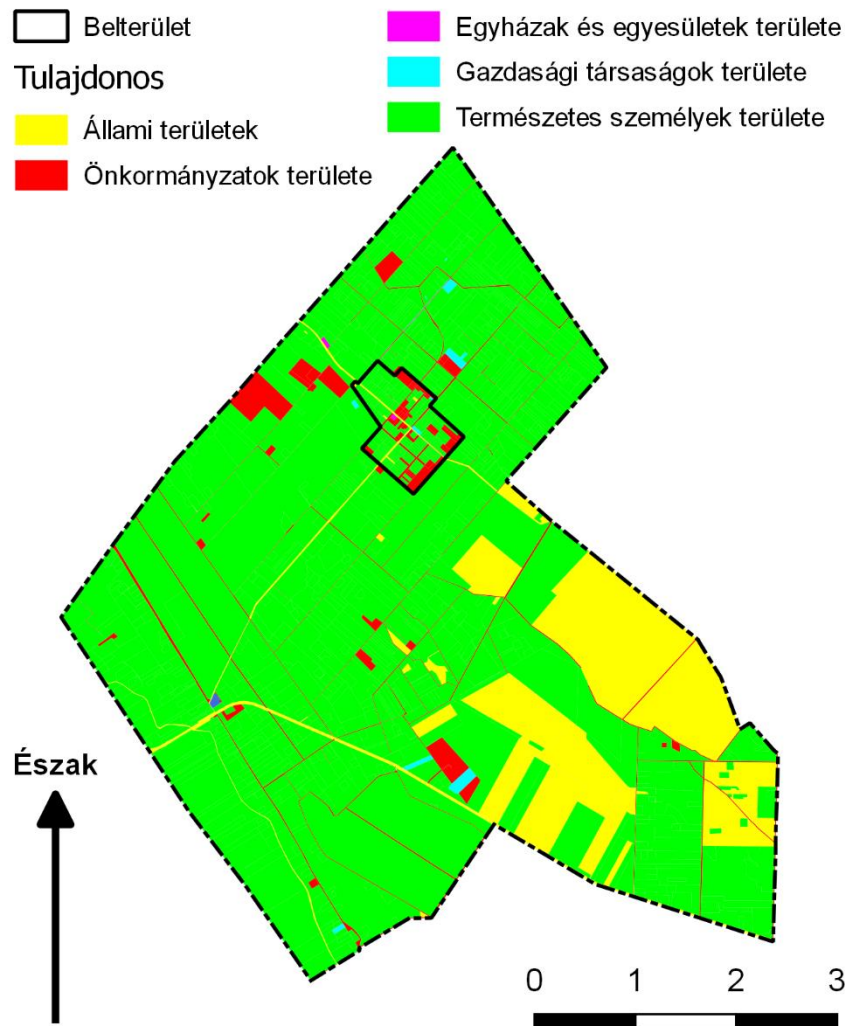 Belterület
Tulajdonos
Állami területek
Önkormányzatok területe
Egyházak és egyesületek területe
Gazdasági társaságok területe
Természetes személyek területe
Észak
0 1 2 3